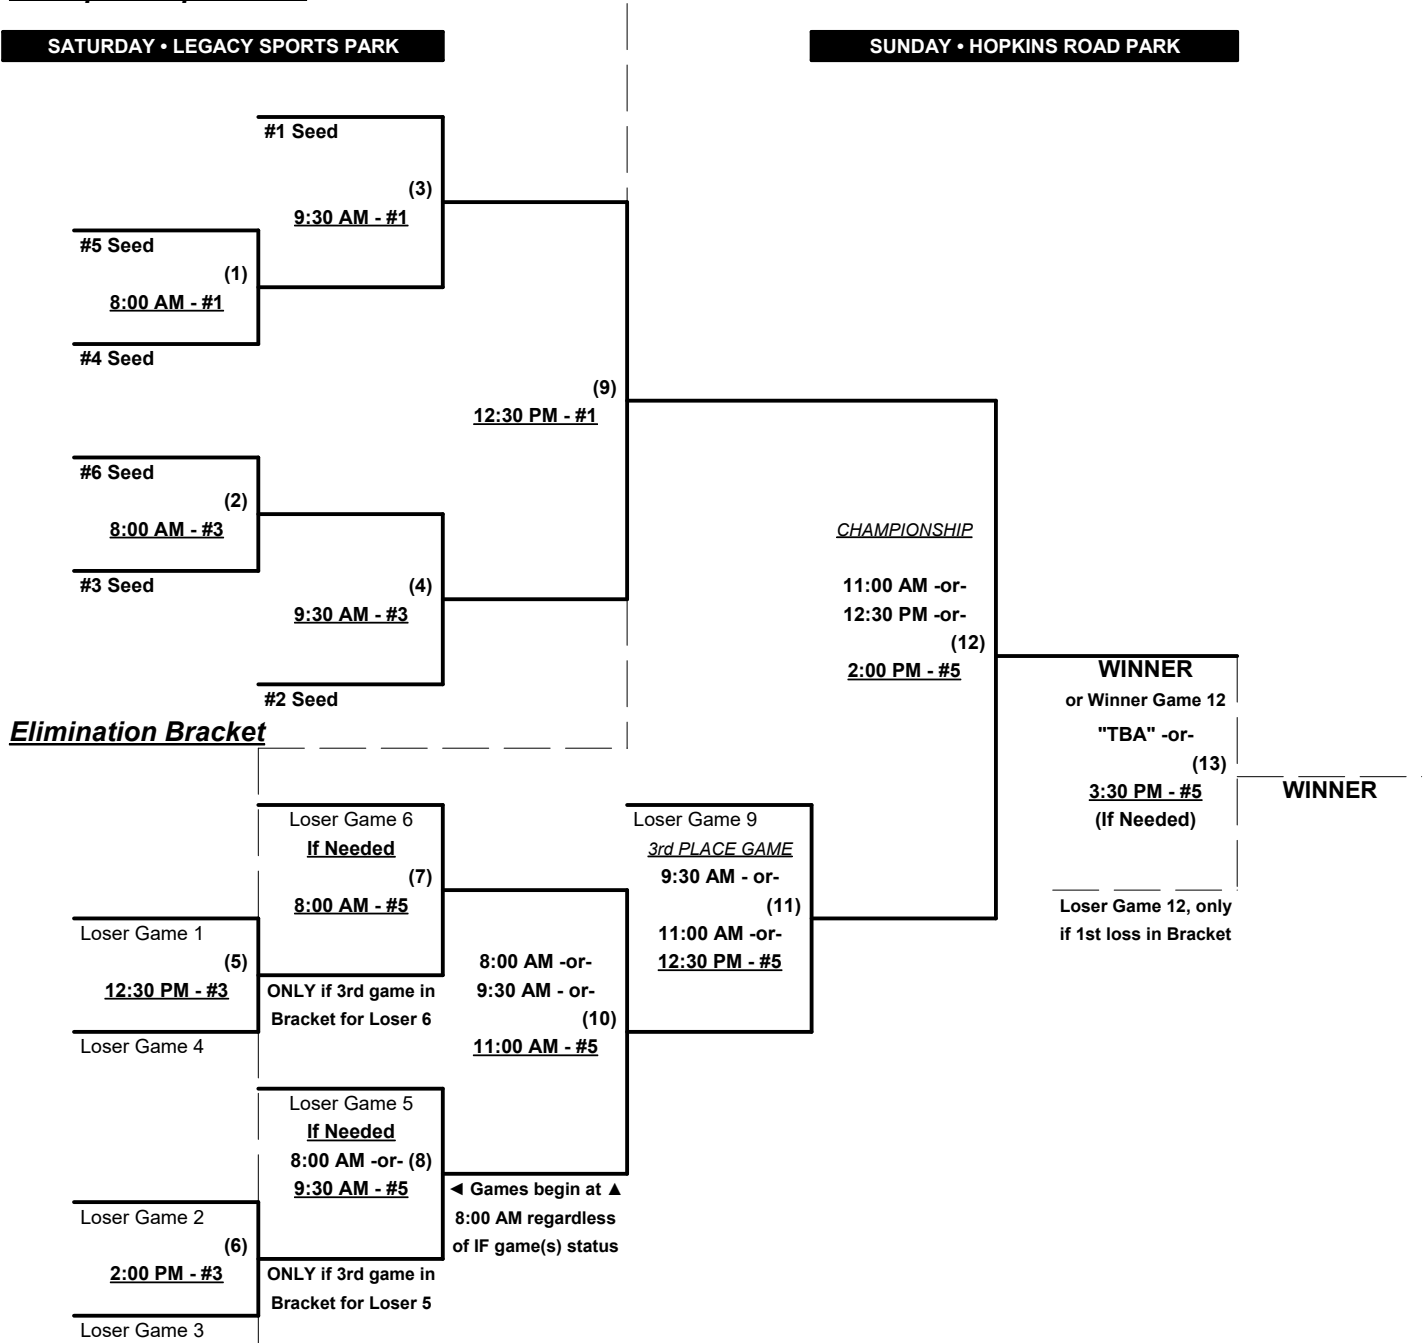 SATURDAY • LEGACY SPORTS PARK
SUNDAY • HOPKINS ROAD PARK
#1 Seed
(3)
9:30 AM - #1
#5 Seed
(1)
8:00 AM - #1
#4 Seed
(9)
12:30 PM - #1
#6 Seed
(2)
8:00 AM - #3
#3 Seed
(4)
9:30 AM - #3
#2 Seed
CHAMPIONSHIP
11:00 AM -or-
12:30 PM -or-
(12)
2:00 PM - #5
WINNER
or Winner Game 12
"TBA" -or-
(13)
3:30 PM - #5
(If Needed)
WINNER
Loser Game 12, only
if 1st loss in Bracket
Elimination Bracket
Loser Game 6
If Needed
(7)
8:00 AM - #5
Loser Game 1
(5)
12:30 PM - #3
Loser Game 4
ONLY if 3rd game in
Bracket for Loser 6
Loser Game 9
3rd PLACE GAME
9:30 AM - or-
(11)
11:00 AM -or-
12:30 PM - #5
8:00 AM -or-
9:30 AM - or-
(10)
11:00 AM - #5
Loser Game 5
If Needed
8:00 AM -or- (8)
9:30 AM - #5
◄ Games begin at ▲
8:00 AM regardless
of IF game(s) status
Loser Game 2
(6)
2:00 PM - #3
Loser Game 3
ONLY if 3rd game in
Bracket for Loser 5